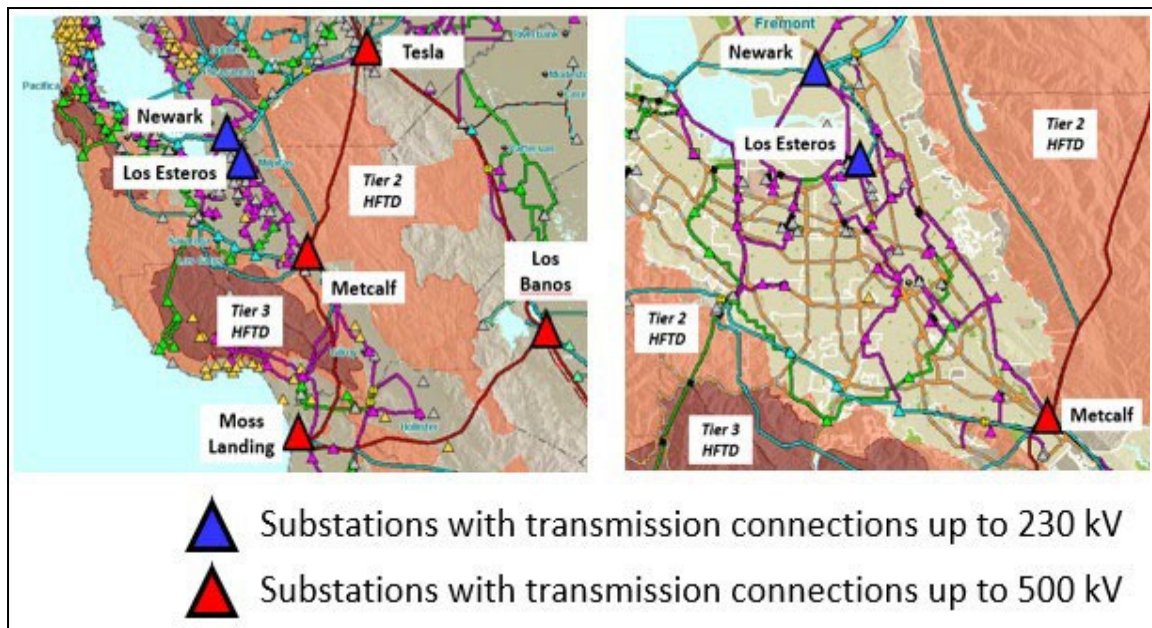 Tesla
Pacifica
Newark
Los Esteros
Tier 2
HFTD
Metcalf
Los
Banos
Tier 3
HFTD
Moss
Landing
Hollister
Fremont
Newark
Tier 2
HFTD
Los Esteros
Tier 2
HFTD
Metcalf
Tier 3
HFTD
Substations with transmission connections up to 230 kV
Substations with transmission connections up to 500 kV